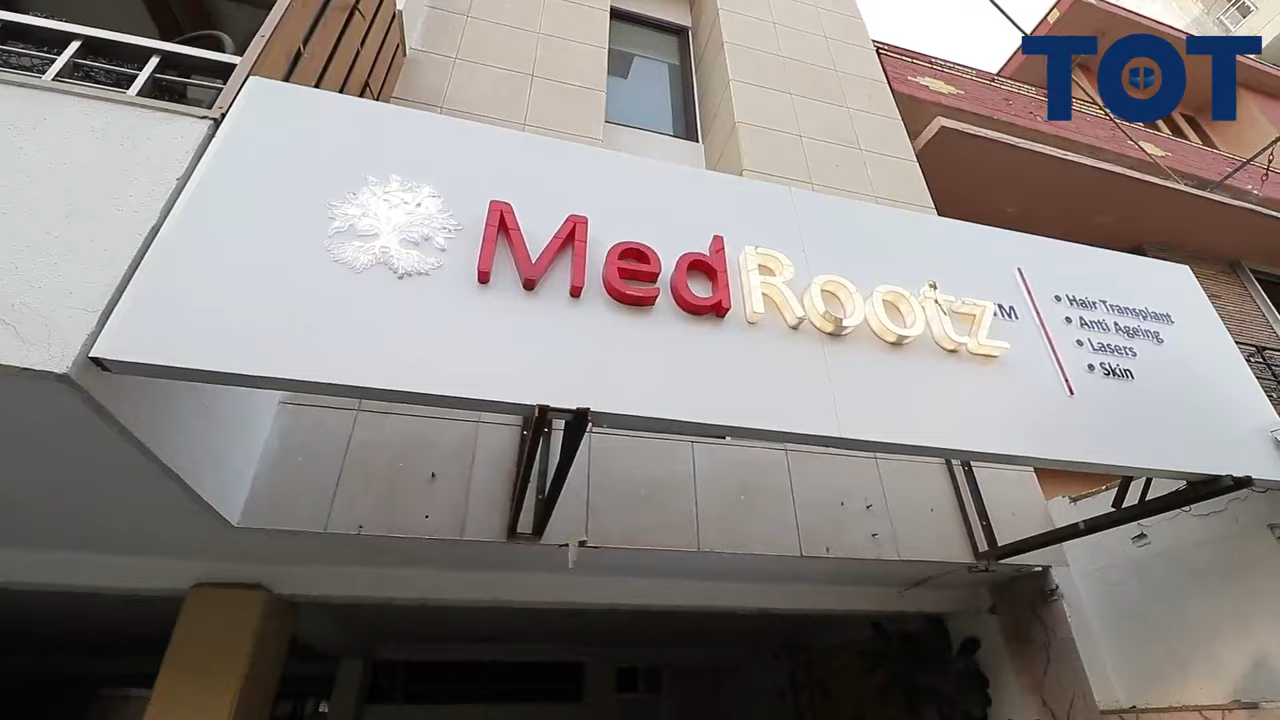 TOT
MedRootz™
• Hair Transplant
• Anti Ageing
• Lasers
• Skin